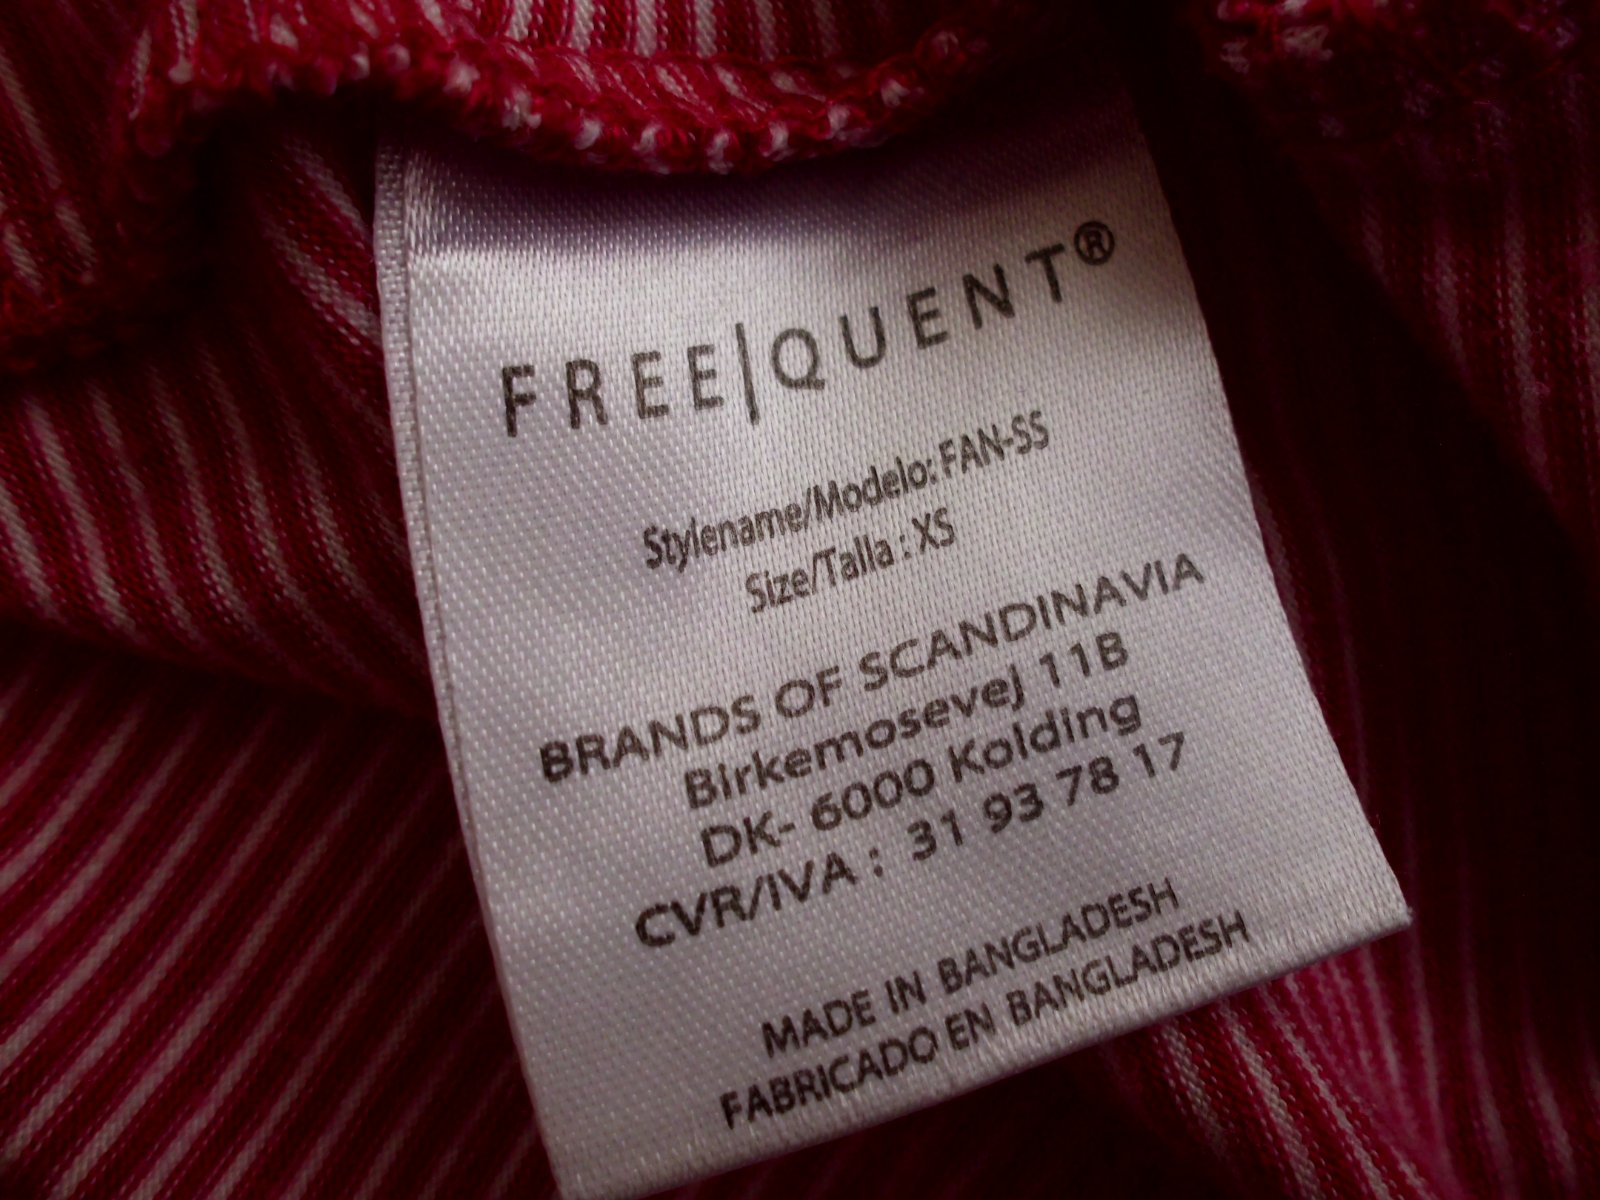 FREE|QUENT®
Stylename/Modelo: FAN-SS
Size/Talla : XS
BRANDS OF SCANDINAVIA
Birkemosevej 11B
DK- 6000 Kolding
CVR/IVA : 31 93 78 17
MADE IN BANGLADESH
FABRICADO EN BANGLADESH